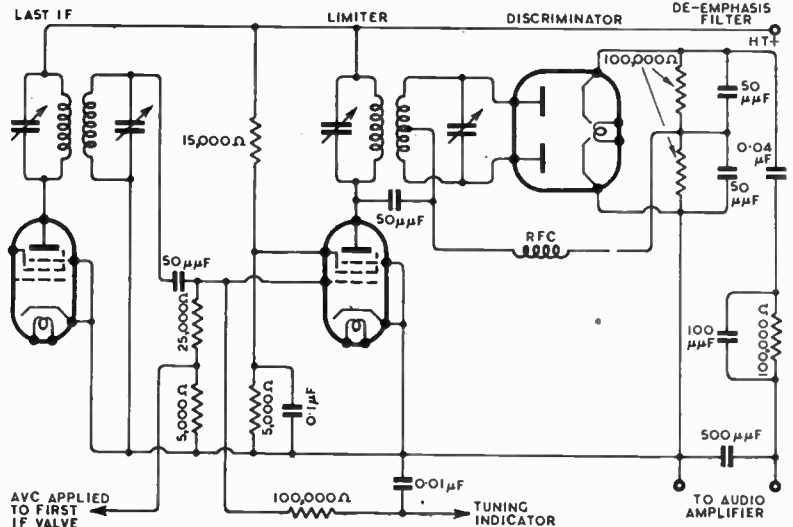 LAST IF
LIMITER
DISCRIMINATOR
DE-EMPHASIS
FILTER
HT+
100,000Ω
50
μμF
15,000Ω
0·04
μF
50
μμF
50μμF
RFC
50μμF
25,000Ω
100
μμF
100,000Ω
5,000Ω
5,000Ω
0·1μF
500μμF
0·01μF
100,000Ω
AVC APPLIED
TO FIRST
IF VALVE
TUNING
INDICATOR
TO AUDIO
AMPLIFIER